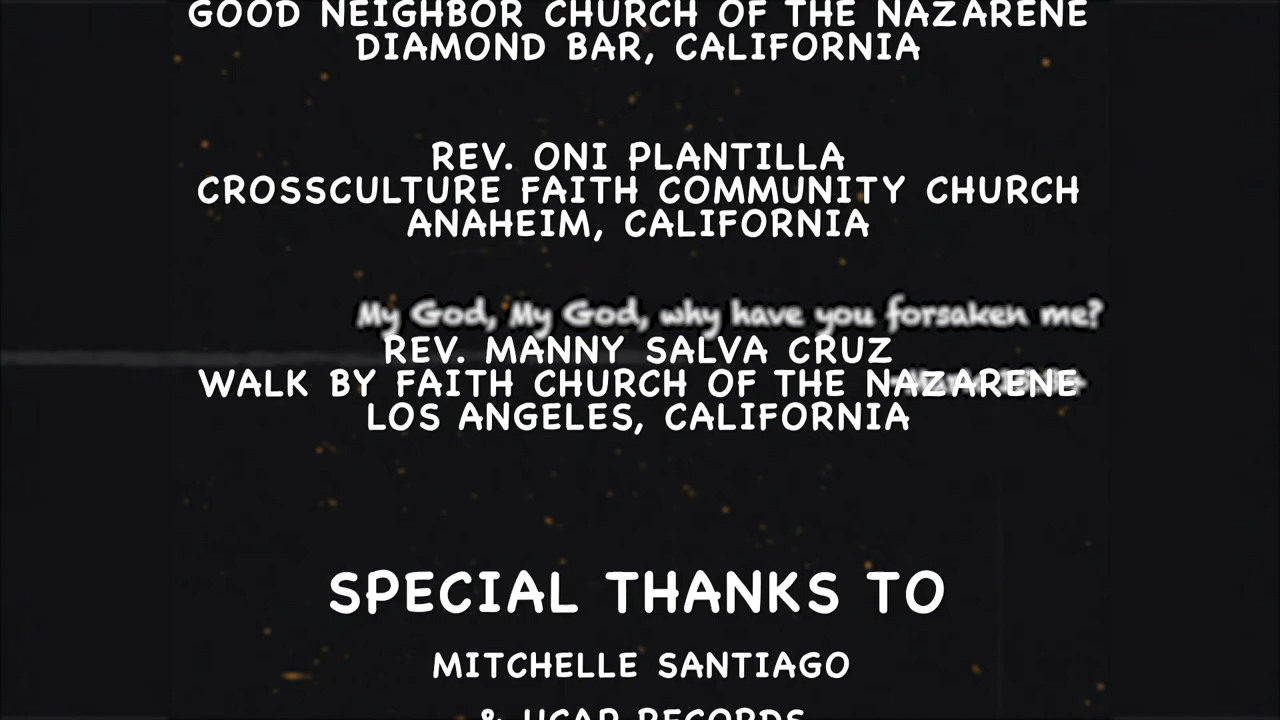 GOOD NEIGHBOR CHURCH OF THE NAZARENE
DIAMOND BAR, CALIFORNIA
REV. ONI PLANTILLA
CROSSCULTURE FAITH COMMUNITY CHURCH
ANAHEIM, CALIFORNIA
My God, My God, why have you forsaken me?
REV. MANNY SALVA CRUZ
WALK BY FAITH CHURCH OF THE NAZARENE
LOS ANGELES, CALIFORNIA
SPECIAL THANKS TO
MITCHELLE SANTIAGO
& UCAP RECORDS